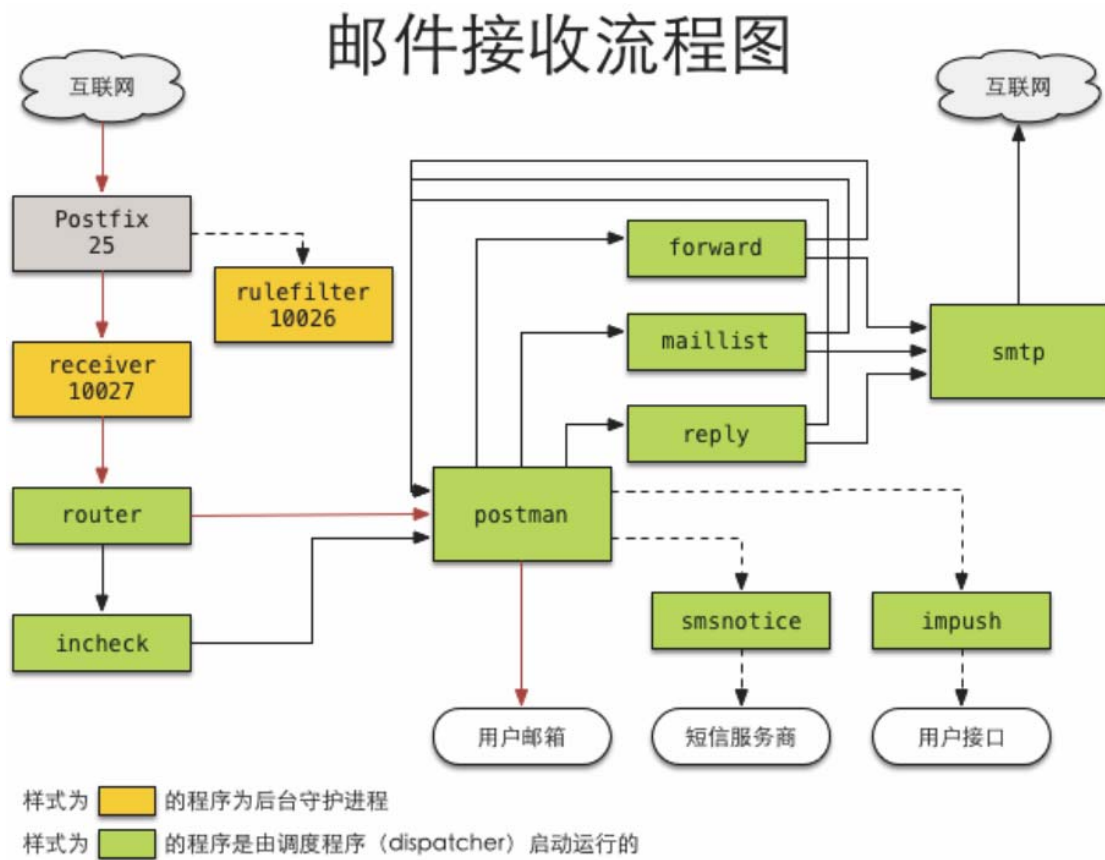 邮件接收流程图
互联网
互联网
Postfix
25
rulefilter
10026
forward
receiver
10027
maillist
smtp
reply
router
postman
incheck
smsnotice
impush
用户邮箱
短信服务商
用户接口
样式为 的程序为后台守护进程
样式为 的程序是由调度程序（dispatcher）启动运行的